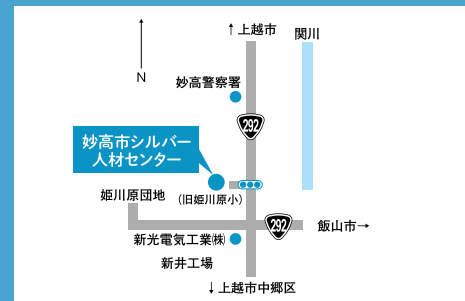 ↑上越市
関川
N
妙高警察署
292
妙高市シルバー
人材センター
姫川原団地
(旧姫川原小)
292
飯山市→
新光電気工業㈱
新井工場
↓上越市中郷区